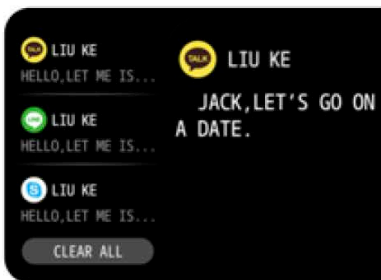 TALK LIU KE
HELLO,LET ME IS...
LINE LIU KE
HELLO,LET ME IS...
S LIU KE
HELLO,LET ME IS...
CLEAR ALL
TALK LIU KE
JACK,LET'S GO ON
A DATE.